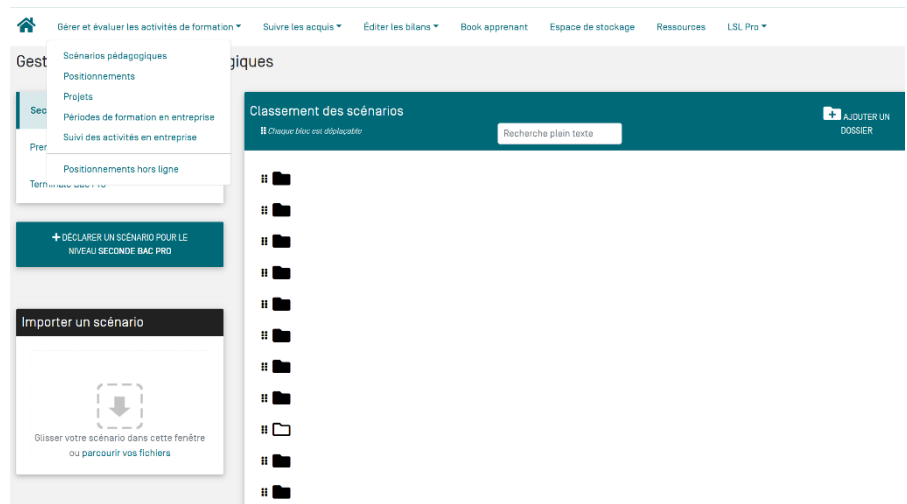 Gérer et évaluer les activités de formation
Suivre les acquis
Éditer les bilans
Book apprenant
Espace de stockage
Ressources
LSL Pro
Scénarios pédagogiques
Positionnements
Projets
Périodes de formation en entreprise
Suivi des activités en entreprise
Positionnements hors ligne
Gest
giques
Sec
Prer
Terminale Bac Pro
+ DÉCLARER UN SCÉNARIO POUR LE
NIVEAU SECONDE BAC PRO
Importer un scénario
Glisser votre scénario dans cette fenêtre
ou parcourir vos fichiers
Classement des scénarios
Chaque bloc est déplaçable
Recherche plein texte
AJOUTER UN
DOSSIER